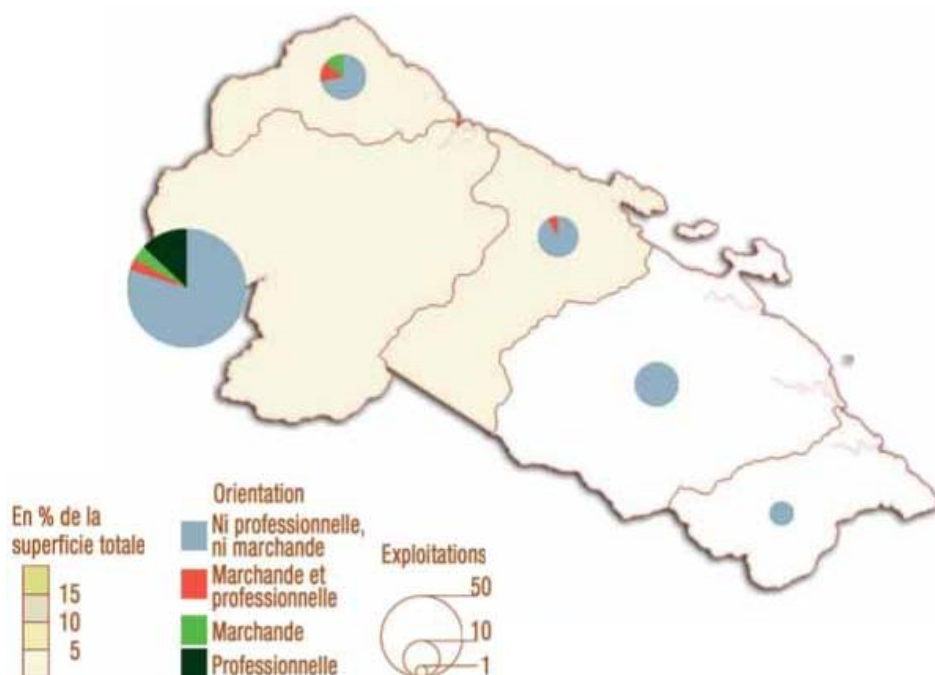 En % de la
superficie totale
15
10
5
Orientation
Ni professionnelle,
ni marchande
Marchande et
professionnelle
Marchande
Professionnelle
Exploitations
50
10
1